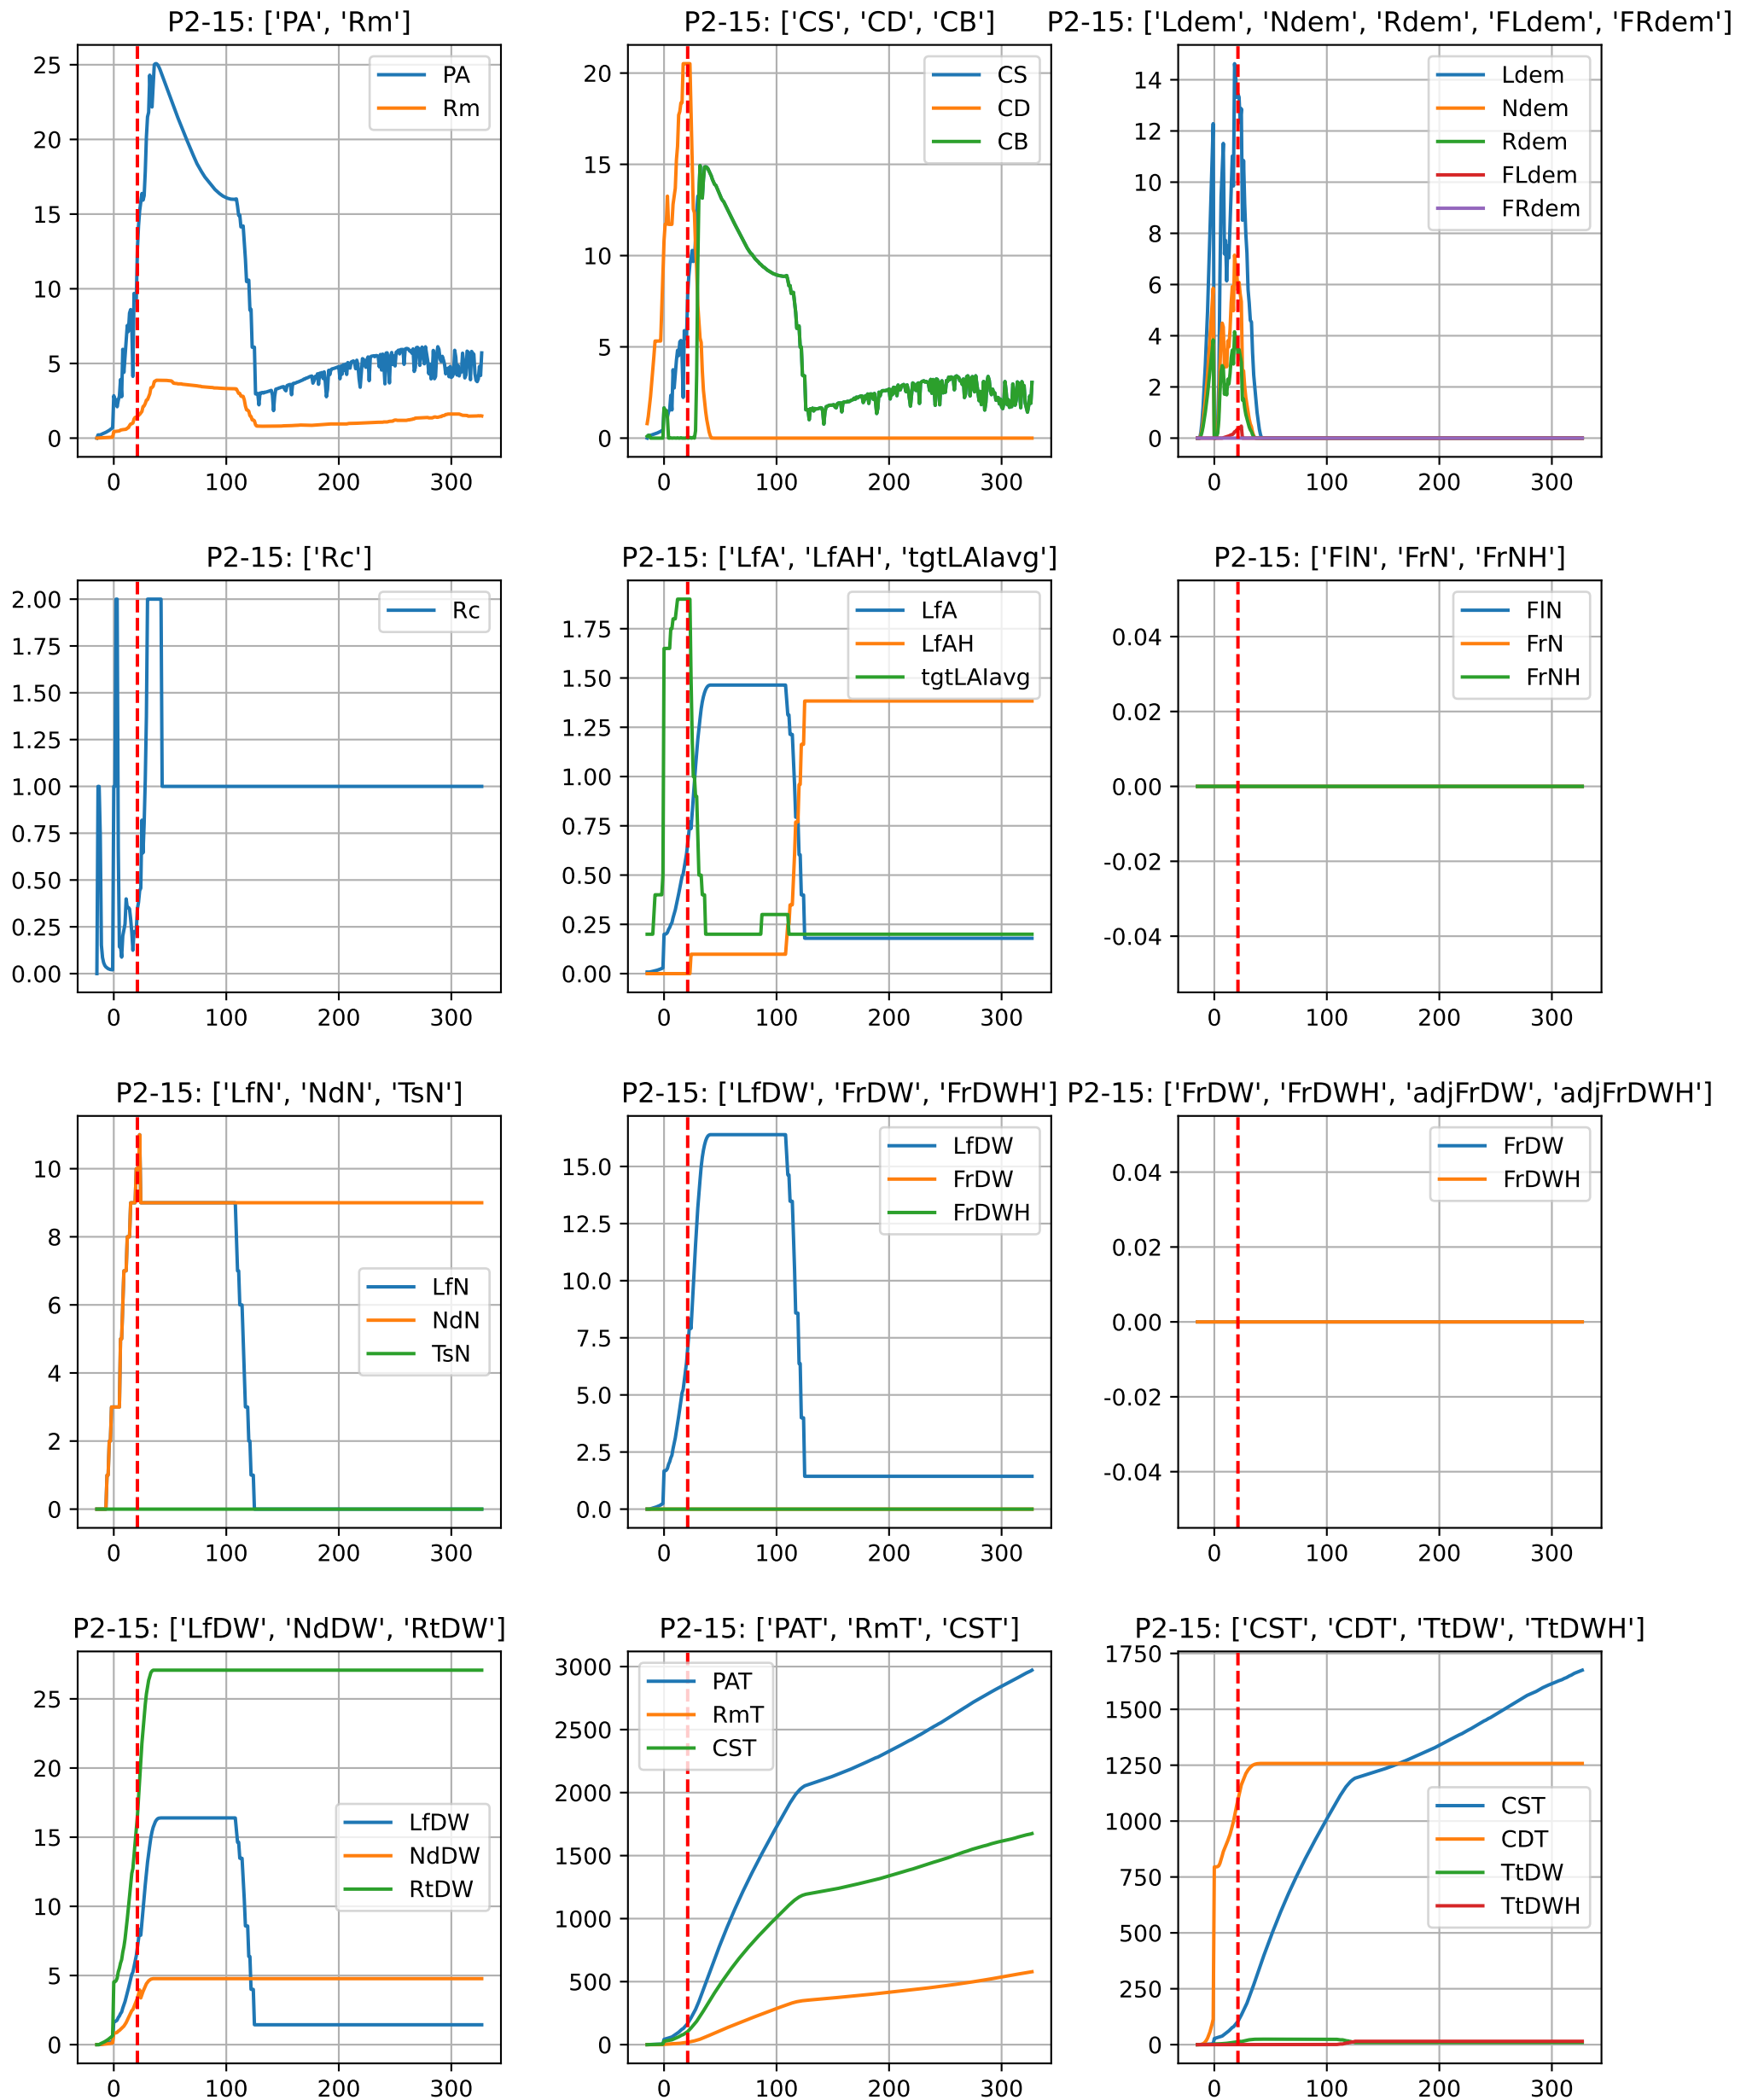 P2-15: ['PA', 'Rm']
25
20
15
10
5
0
0 100 200 300
PA
Rm
P2-15: ['CS', 'CD', 'CB']
20
15
10
5
0
0 100 200 300
CS
CD
CB
P2-15: ['Ldem', 'Ndem', 'Rdem', 'FLdem', 'FRdem']
14
12
10
8
6
4
2
0
0 100 200 300
Ldem
Ndem
Rdem
FLdem
FRdem
P2-15: ['Rc']
2.00
1.75
1.50
1.25
1.00
0.75
0.50
0.25
0.00
0 100 200 300
Rc
P2-15: ['LfA', 'LfAH', 'tgtLAIavg']
1.75
1.50
1.25
1.00
0.75
0.50
0.25
0.00
0 100 200 300
LfA
LfAH
tgtLAIavg
P2-15: ['FlN', 'FrN', 'FrNH']
0.04
0.02
0.00
-0.02
-0.04
0 100 200 300
FlN
FrN
FrNH
P2-15: ['LfN', 'NdN', 'TsN']
10
8
6
4
2
0
0 100 200 300
LfN
NdN
TsN
P2-15: ['LfDW', 'FrDW', 'FrDWH']
15.0
12.5
10.0
7.5
5.0
2.5
0.0
0 100 200 300
LfDW
FrDW
FrDWH
P2-15: ['FrDW', 'FrDWH', 'adjFrDW', 'adjFrDWH']
0.04
0.02
0.00
-0.02
-0.04
0 100 200 300
FrDW
FrDWH
P2-15: ['LfDW', 'NdDW', 'RtDW']
25
20
15
10
5
0
0 100 200 300
LfDW
NdDW
RtDW
P2-15: ['PAT', 'RmT', 'CST']
3000
2500
2000
1500
1000
500
0
0 100 200 300
PAT
RmT
CST
P2-15: ['CST', 'CDT', 'TtDW', 'TtDWH']
1750
1500
1250
1000
750
500
250
0
0 100 200 300
CST
CDT
TtDW
TtDWH